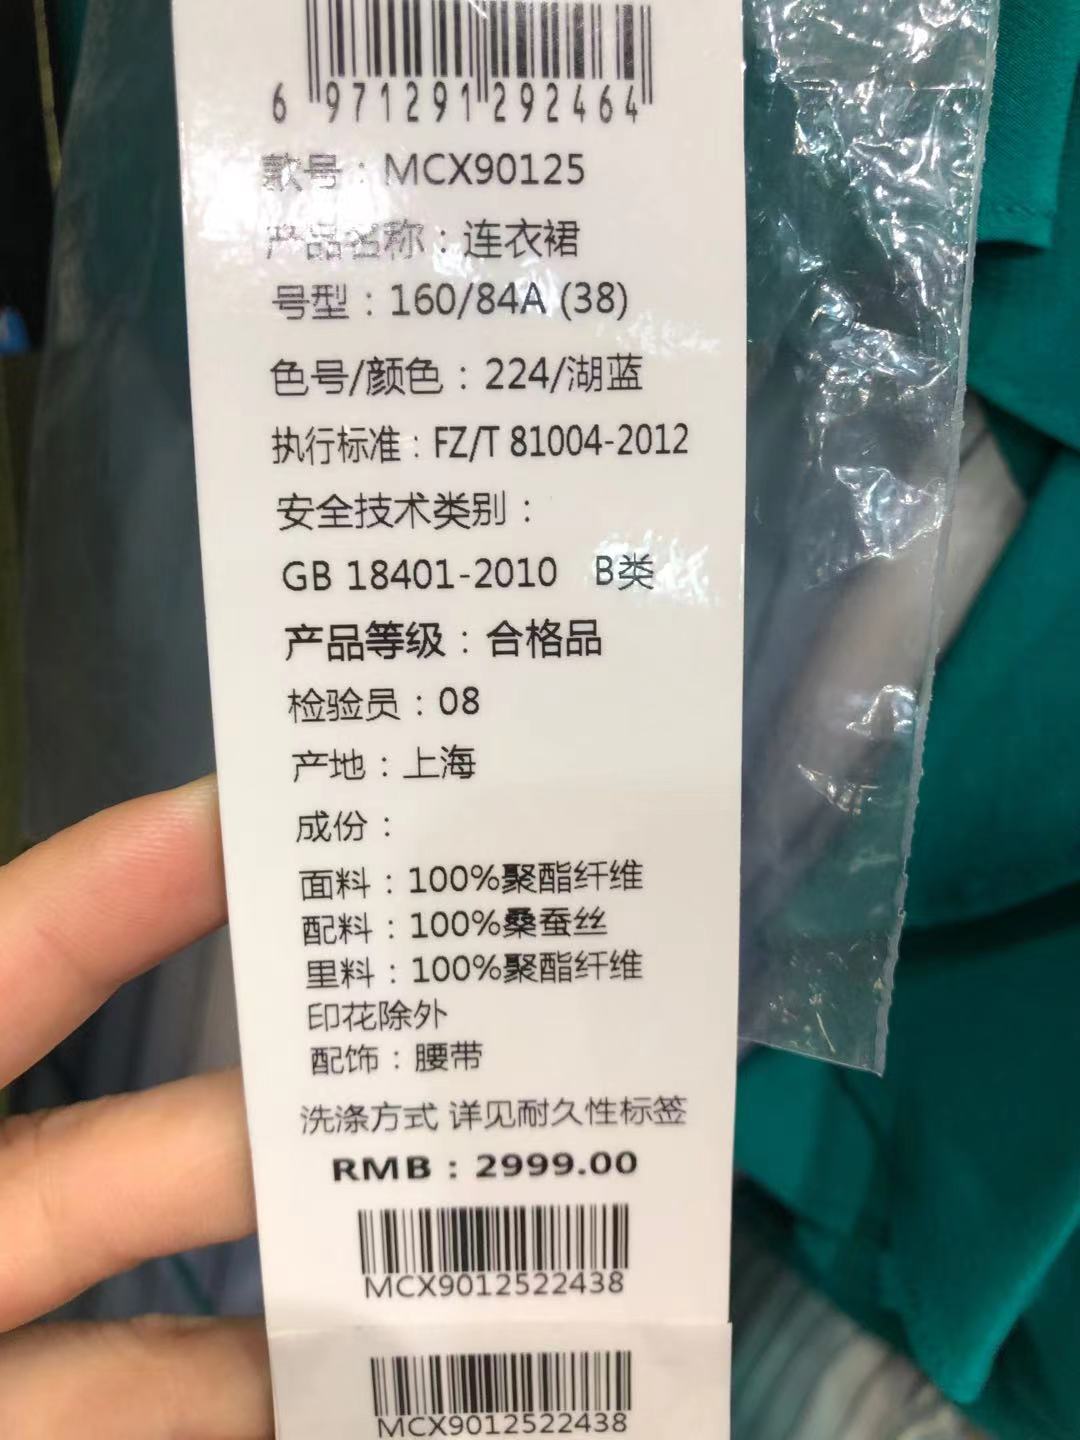 6 971291 292464
款号：MCX90125
产品名称：连衣裙
号型：160/84A (38)
色号/颜色：224/湖蓝
执行标准：FZ/T 81004-2012
安全技术类别：
GB 18401-2010 B类
产品等级：合格品
检验员：08
产地：上海
成份：
面料：100%聚酯纤维
配料：100%桑蚕丝
里料：100%聚酯纤维
印花除外
配饰：腰带
洗涤方式 详见耐久性标签
RMB：2999.00
MCX9012522438
MCX9012522438